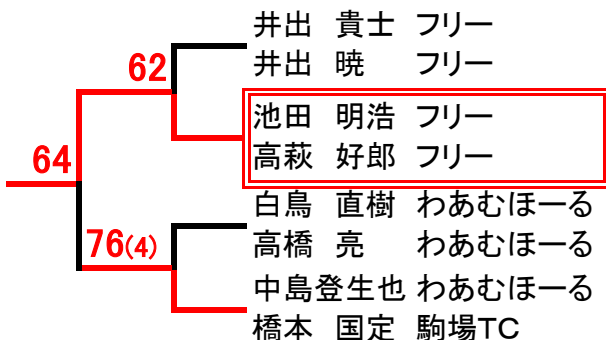 井出 貴士 フリー
井出 暁 フリー
62
池田 明浩 フリー
高萩 好郎 フリー
64
白鳥 直樹 わあむほーる
高橋 亮 わあむほーる
76(4)
中島登生也 わあむほーる
橋本 国定 駒場TC